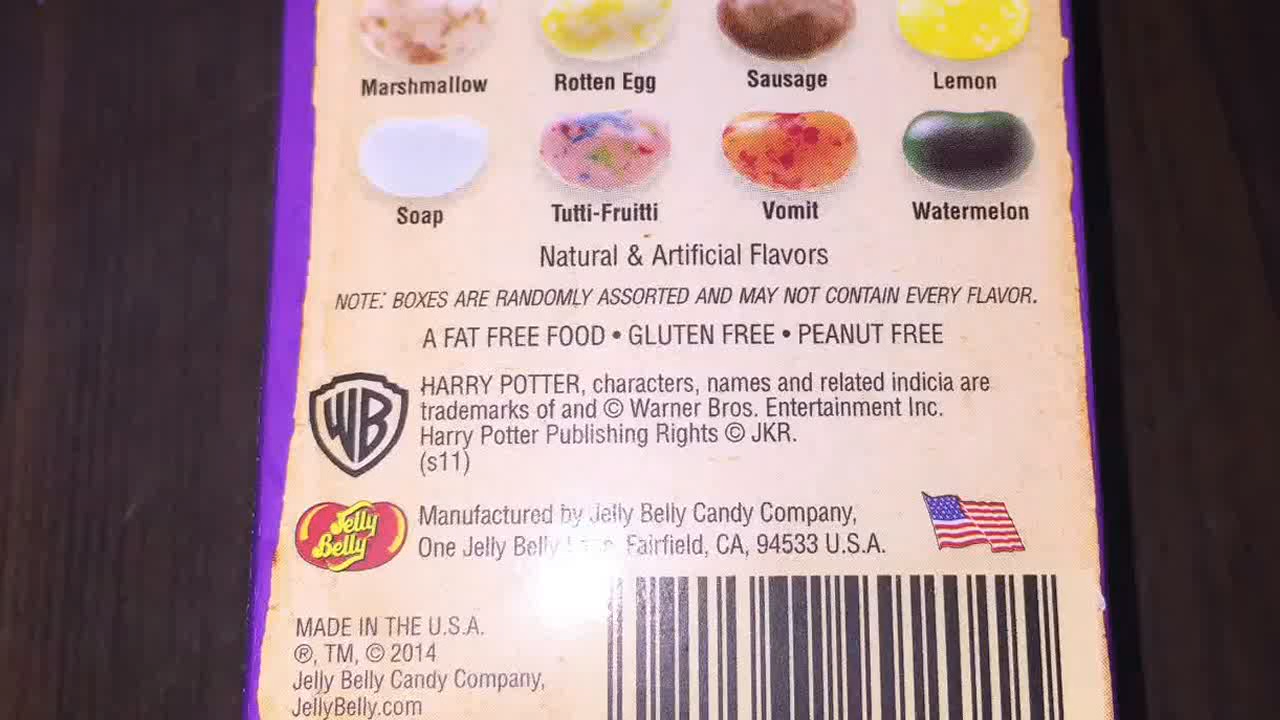 Marshmallow Rotten Egg Sausage Lemon
Soap Tutti-Fruitti Vomit Watermelon
Natural & Artificial Flavors
NOTE: BOXES ARE RANDOMLY ASSORTED AND MAY NOT CONTAIN EVERY FLAVOR.
A FAT FREE FOOD • GLUTEN FREE • PEANUT FREE
WB
HARRY POTTER, characters, names and related indicia are
trademarks of and © Warner Bros. Entertainment Inc.
Harry Potter Publishing Rights © JKR.
(s11)
Jelly
Belly
Manufactured by Jelly Belly Candy Company,
One Jelly Belly Fairfield, CA, 94533 U.S.A.
MADE IN THE U.S.A.
®, TM, © 2014
Jelly Belly Candy Company,
JellyBelly.com